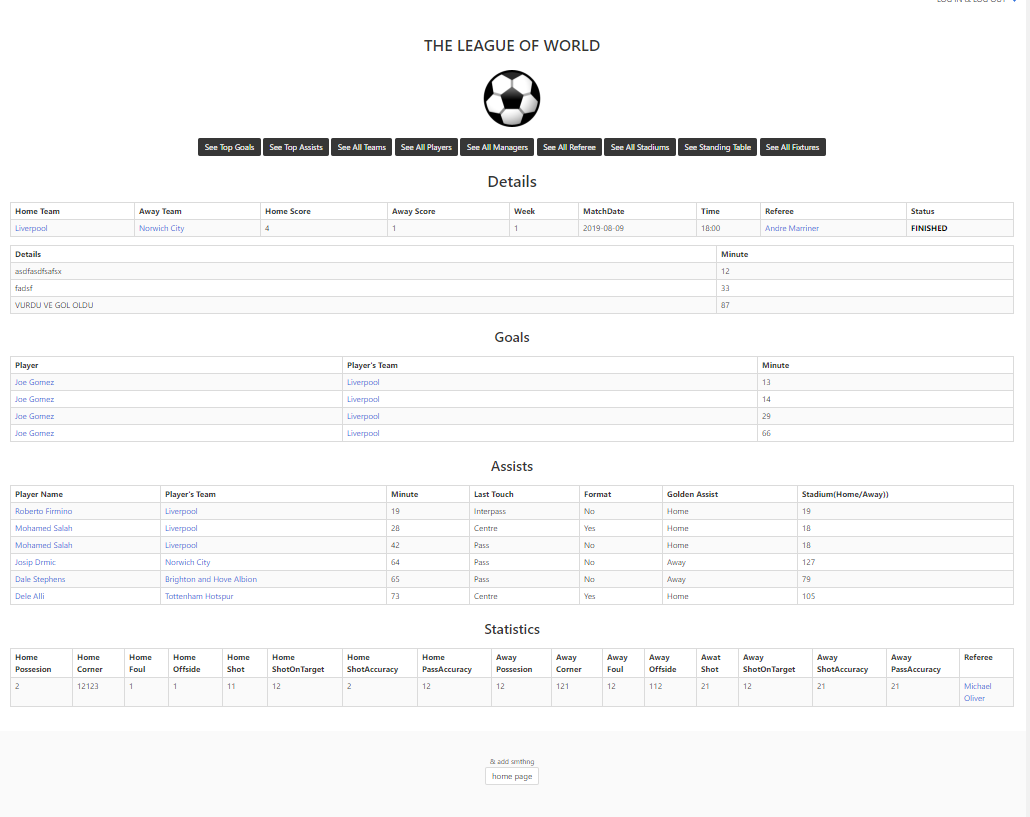 LOG IN & LOG OUT
THE LEAGUE OF WORLD
See Top Goals See Top Assists See All Teams See All Players See All Managers See All Referee See All Stadiums See Standing Table See All Fixtures
Details
Home Team Away Team Home Score Away Score Week MatchDate Time Referee Status
Liverpool Norwich City 4 1 1 2019-08-09 18:00 Andre Marriner FINISHED
Details Minute
asdfasdfsafsx 12
fadsf 33
VURDU VE GOL OLDU 87
Goals
Player Player's Team Minute
Joe Gomez Liverpool 13
Joe Gomez Liverpool 14
Joe Gomez Liverpool 29
Joe Gomez Liverpool 66
Assists
Player Name Player's Team Minute Last Touch Format Golden Assist Stadium(Home/Away))
Roberto Firmino Liverpool 19 Interpass No Home 19
Mohamed Salah Liverpool 28 Centre Yes Home 18
Mohamed Salah Liverpool 42 Pass No Home 18
Josip Drmic Norwich City 64 Pass No Away 127
Dale Stephens Brighton and Hove Albion 65 Pass No Away 79
Dele Alli Tottenham Hotspur 73 Centre Yes Home 105
Statistics
Home Home Home Home Home Home Home Home Away Away Away Away Awat Away Away Away Referee
Possesion Corner Foul Offside Shot ShotOnTarget ShotAccuracy PassAccuracy Possesion Corner Foul Offside Shot ShotOnTarget ShotAccuracy PassAccuracy
2 12123 1 1 11 12 2 12 12 121 12 112 21 12 21 21 Michael
Oliver
& add smthng
home page